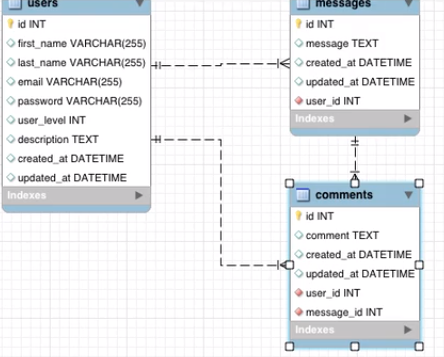 users
id INT
first_name VARCHAR(255)
last_name VARCHAR(255)
email VARCHAR(255)
password VARCHAR(255)
user_level INT
description TEXT
created_at DATETIME
updated_at DATETIME
Indexes
messages
id INT
message TEXT
created_at DATETIME
updated_at DATETIME
user_id INT
Indexes
comments
id INT
comment TEXT
created_at DATETIME
updated_at DATETIME
user_id INT
message_id INT
Indexes